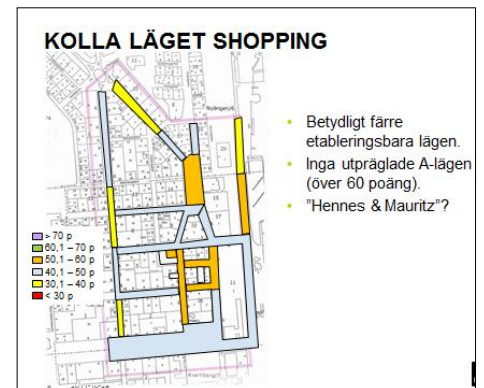 KOLLA LÄGET SHOPPING
Betydligt färre
etableringsbara lägen.
Inga utpräglade A-lägen
(över 60 poäng).
"Hennes & Mauritz"?
> 70 p
60,1 – 70 p
50,1 – 60 p
40,1 – 50 p
30,1 – 40 p
< 30 p